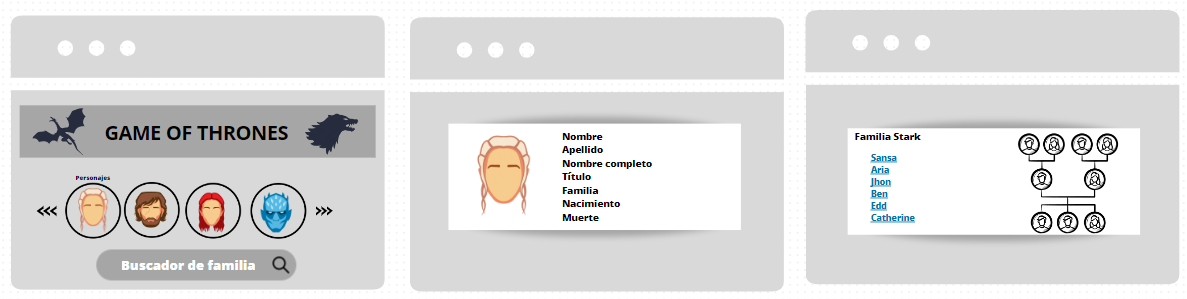 GAME OF THRONES
Personajes
Buscador de familia
Nombre
Apellido
Nombre completo
Título
Familia
Nacimiento
Muerte
Familia Stark
Sansa
Aria
Jhon
Ben
Edd
Catherine